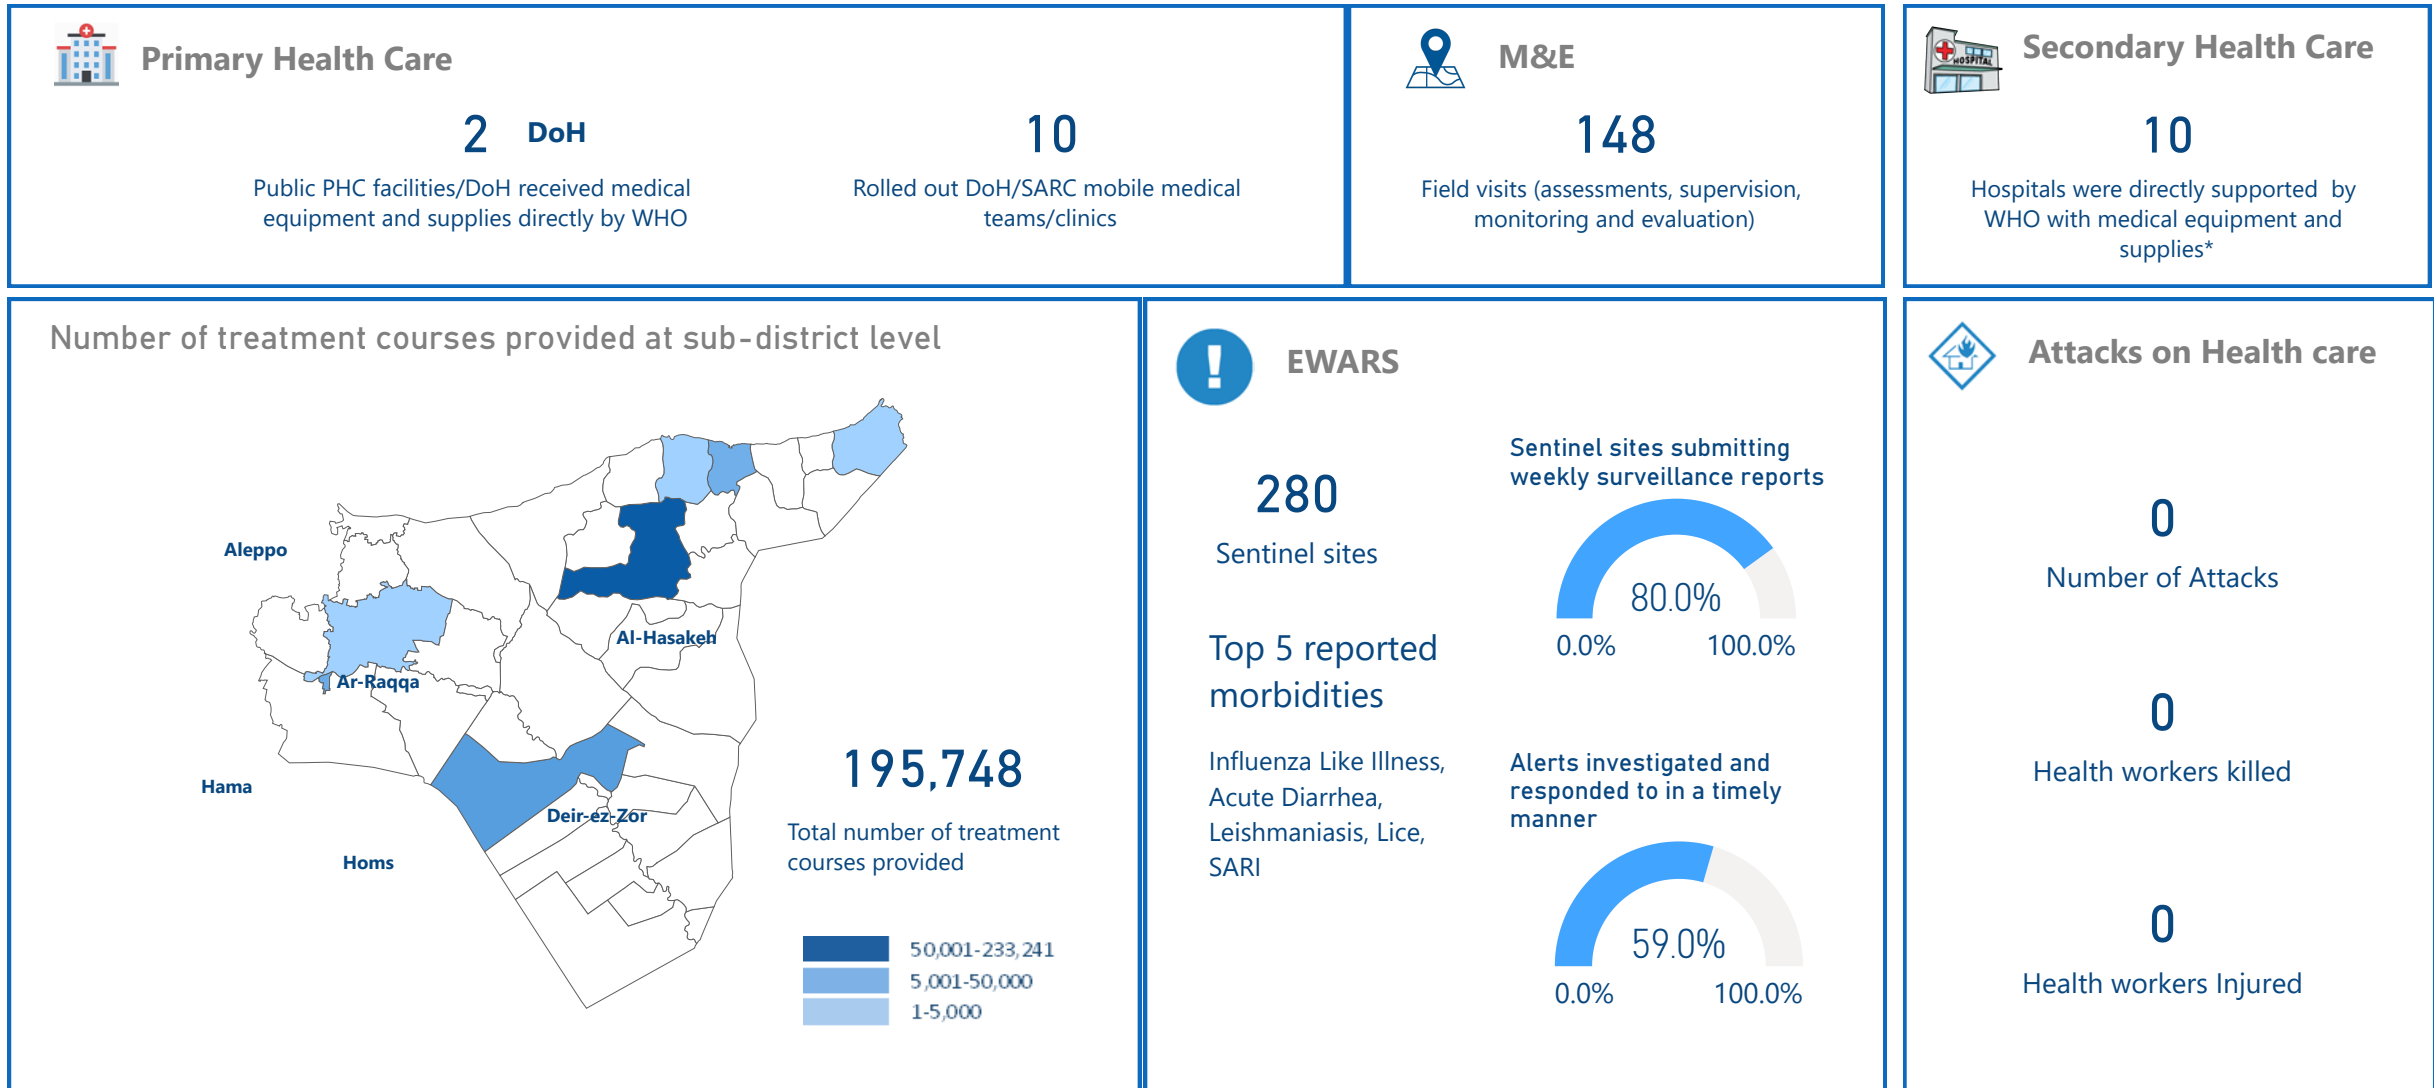 Primary Health Care
2 DoH
Public PHC facilities/DoH received medical
equipment and supplies directly by WHO
10
Rolled out DoH/SARC mobile medical
teams/clinics
M&E
148
Field visits (assessments, supervision,
monitoring and evaluation)
HOSPITAL
Secondary Health Care
10
Hospitals were directly supported by
WHO with medical equipment and
supplies*
Number of treatment courses provided at sub-district level
Aleppo
Al-Hasakeh
Ar-Raqqa
Hama
Deir-ez-Zor
Homs
195,748
Total number of treatment
courses provided
50,001-233,241
5,001-50,000
1-5,000
EWARS
280
Sentinel sites
Top 5 reported
morbidities
Influenza Like Illness,
Acute Diarrhea,
Leishmaniasis, Lice,
SARI
Sentinel sites submitting
weekly surveillance reports
80.0%
0.0% 100.0%
Alerts investigated and
responded to in a timely
manner
59.0%
0.0% 100.0%
Attacks on Health care
0
Number of Attacks
0
Health workers killed
0
Health workers Injured